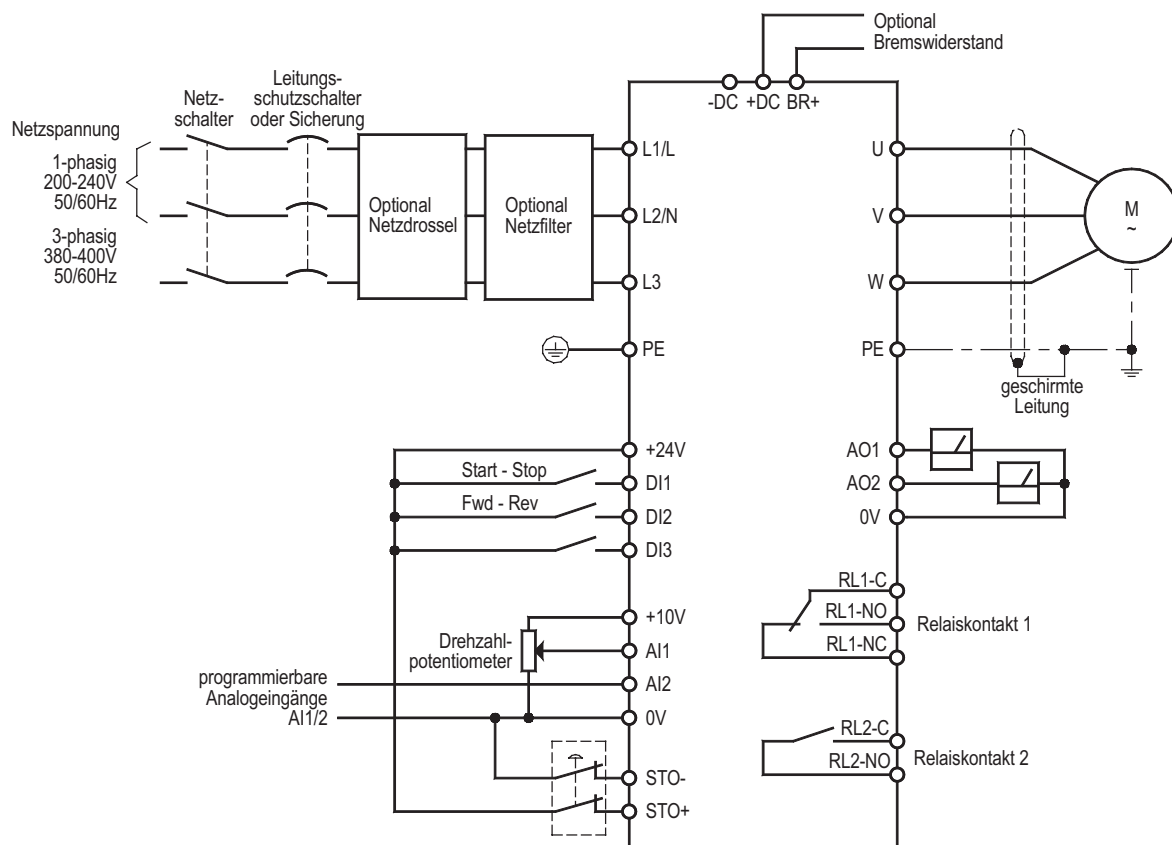 Optional
Bremswiderstand
-DC +DC BR+
Netz-
schalter
Leitungs-
schutzschalter
oder Sicherung
Netzspannung
1-phasig
200-240V
50/60Hz
3-phasig
380-400V
50/60Hz
Optional
Netzdrossel
Optional
Netzfilter
L1/L
L2/N
L3
PE
U
V
W
PE
M
~
geschirmte
Leitung
+24V
Start - Stop
DI1
Fwd - Rev
DI2
DI3
AO1
AO2
0V
+10V
Drehzahl-
potentiometer
AI1
programmierbare
Analogeingänge
AI1/2
AI2
0V
STO-
STO+
RL1-C
RL1-NO
RL1-NC
Relaiskontakt 1
RL2-C
RL2-NO
Relaiskontakt 2